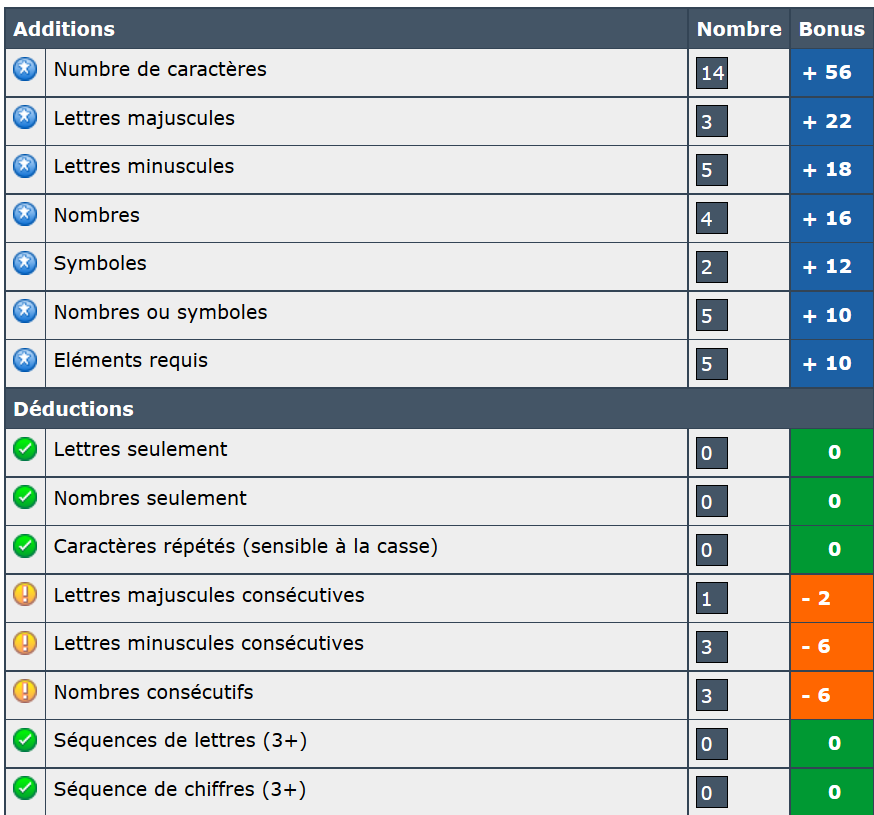 Additions Nombre Bonus
Numbre de caractères 14 + 56
Lettres majuscules 3 + 22
Lettres minuscules 5 + 18
Nombres 4 + 16
Symboles 2 + 12
Nombres ou symboles 5 + 10
Eléments requis 5 + 10
Déductions
Lettres seulement 0 0
Nombres seulement 0 0
Caractères répétés (sensible à la casse) 0 0
Lettres majuscules consécutives 1 - 2
Lettres minuscules consécutives 3 - 6
Nombres consécutifs 3 - 6
Séquences de lettres (3+) 0 0
Séquence de chiffres (3+) 0 0